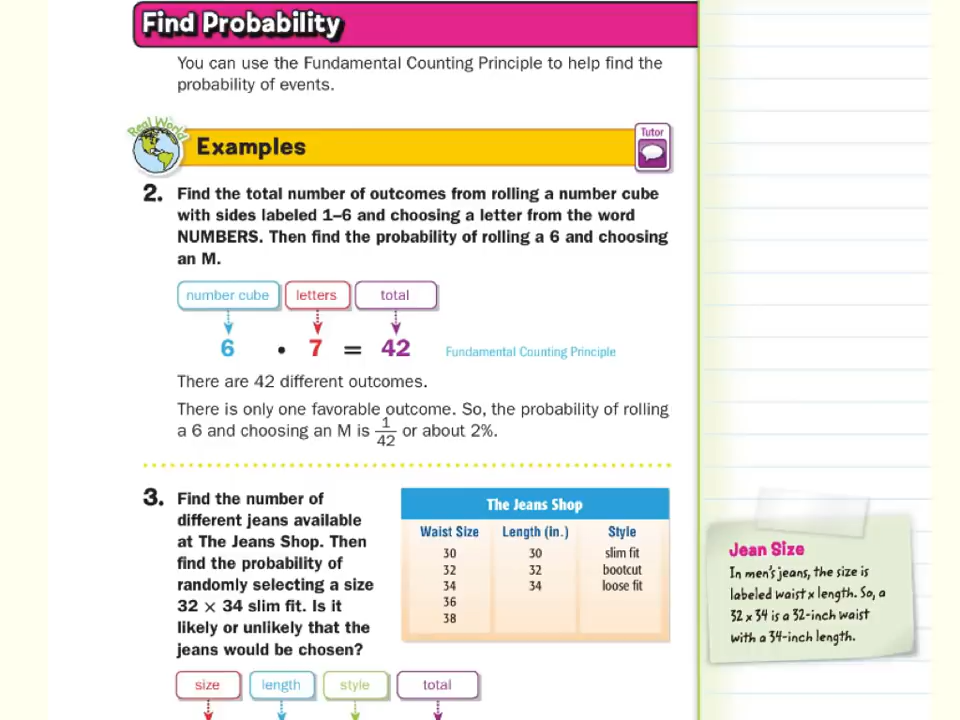 Find Probability
You can use the Fundamental Counting Principle to help find the
probability of events.
Real World
Examples
Tutor
2. Find the total number of outcomes from rolling a number cube
with sides labeled 1–6 and choosing a letter from the word
NUMBERS. Then find the probability of rolling a 6 and choosing
an M.
number cube letters total
6 • 7 = 42 Fundamental Counting Principle
There are 42 different outcomes.
There is only one favorable outcome. So, the probability of rolling
a 6 and choosing an M is 1/42 or about 2%.
3. Find the number of
different jeans available
at The Jeans Shop. Then
find the probability of
randomly selecting a size
32 × 34 slim fit. Is it
likely or unlikely that the
jeans would be chosen?
The Jeans Shop
Waist Size Length (in.) Style
30 30 slim fit
32 32 bootcut
34 34 loose fit
36
38
Jean Size
In men's jeans, the size is
labeled waist x length. So, a
32 x 34 is a 32-inch waist
with a 34-inch length.
size length style total